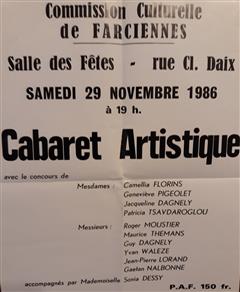 Commission Culturelle
de FARCIENNES
Salle des Fêtes - rue Cl. Daix
SAMEDI 29 NOVEMBRE 1986
à 19 h.
Cabaret Artistique
avec le concours de
Mesdames : Camellia FLORINS
Geneviève PIGEOLET
Jacqueline DAGNELY
Patricia TSAVDAROGLOU
Messieurs : Roger MOUSTIER
Maurice THEMANS
Guy DAGNELY
Yvan WALEZE
Jean-Pierre LORAND
Gaetan NALBONNE
accompagnés par Mademoiselle Sonia DESSY
P.A.F. 150 fr.